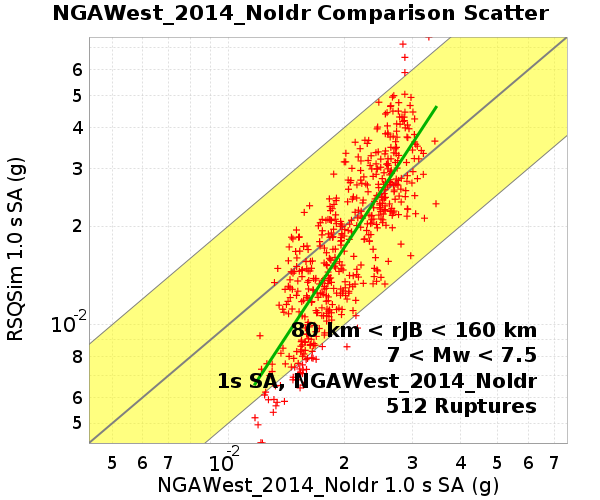 NGAWest_2014_NoIdr Comparison Scatter
RSQSim 1.0 s SA (g)
6
5
4
3
2
10⁻²
8
6
5
80 km < rJB < 160 km
7 < Mw < 7.5
1s SA, NGAWest_2014_NoIdr
512 Ruptures
5 6 7 10⁻² 2 3 4 5 6 7
NGAWest_2014_NoIdr 1.0 s SA (g)